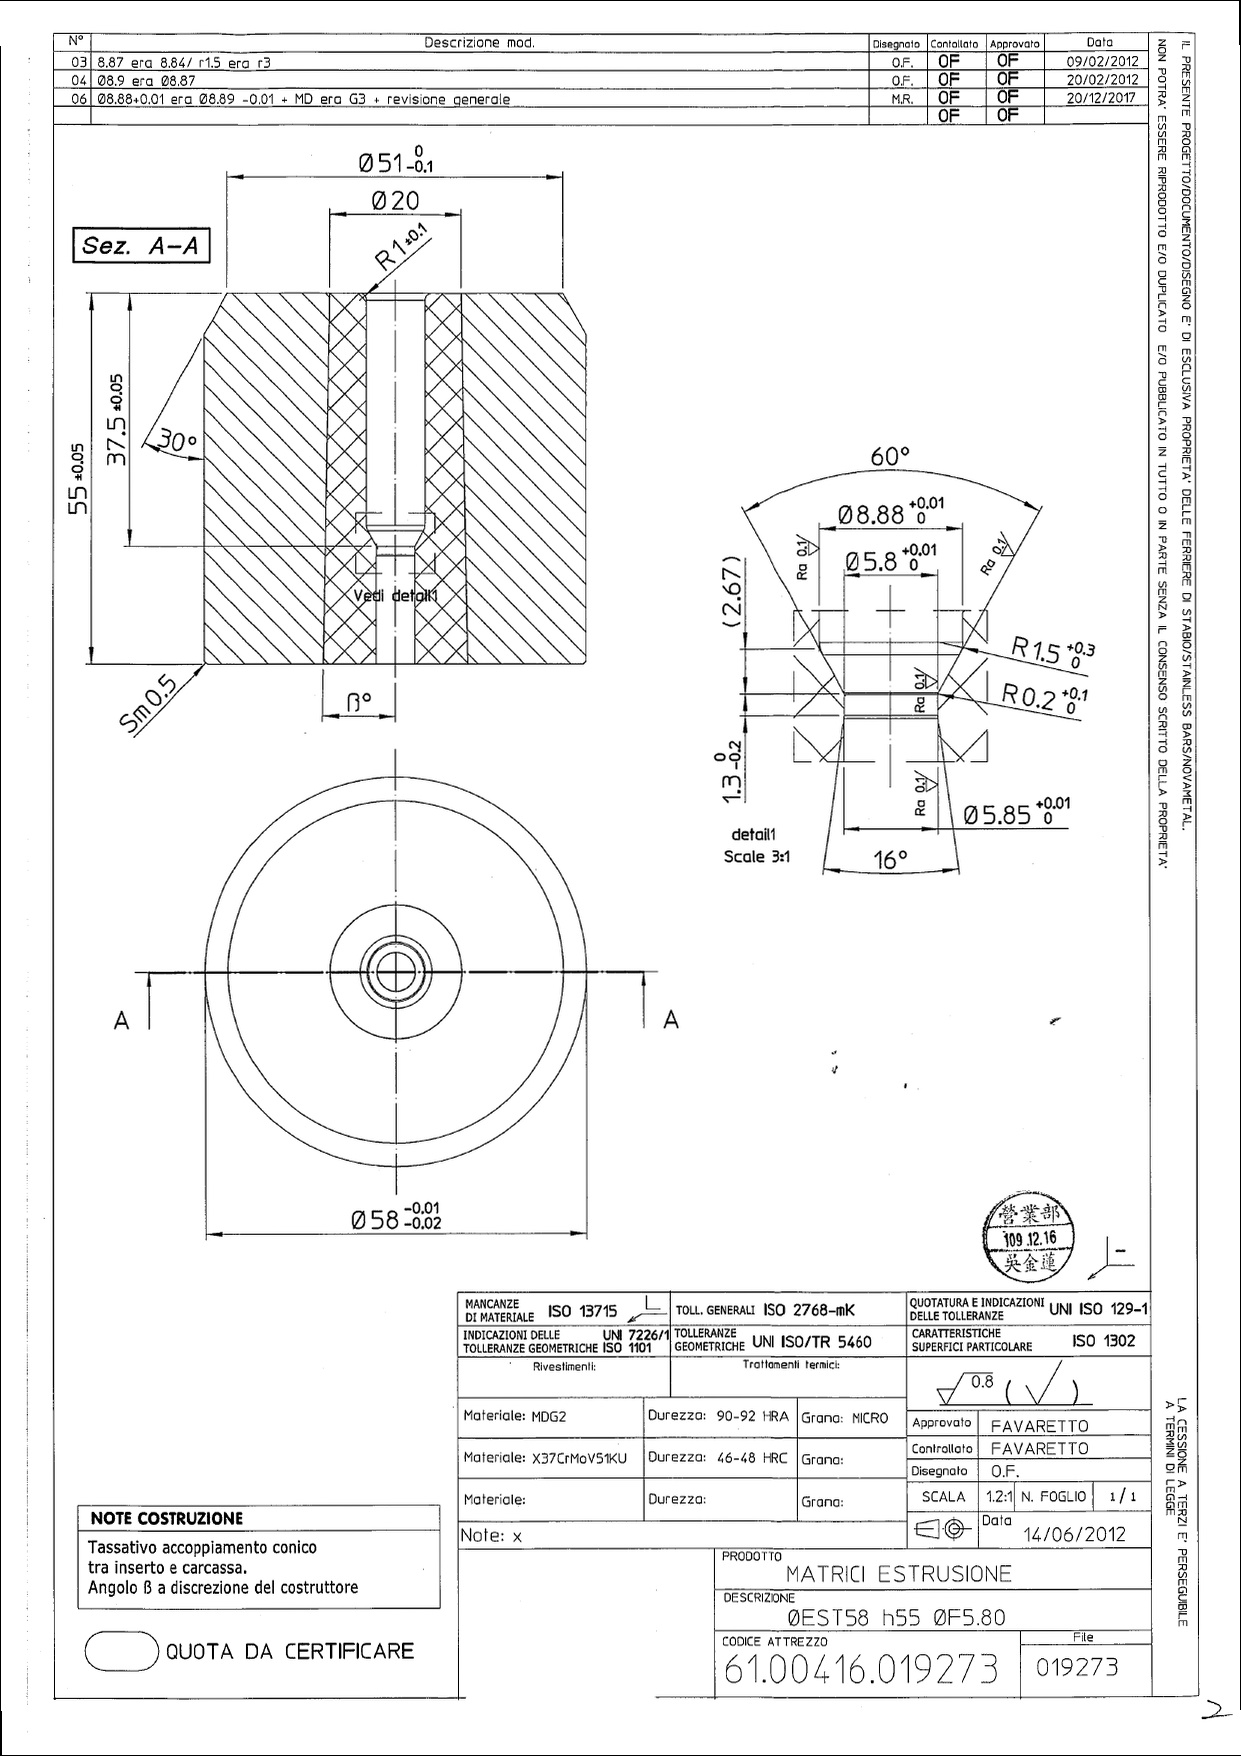 N° Descrizione mod. Disegnato Contollato Approvato Data
03 8.87 era 8.84/ r1.5 era r3 O.F. OF OF 09/02/2012
04 Ø8.9 era Ø8.87 O.F. OF OF 20/02/2012
06 Ø8.88+0.01 era Ø8.89 -0.01 + MD era G3 + revisione generale M.R. OF OF 20/12/2017
OF OF
IL PRESENTE PROGETTO/DOCUMENTO/DISEGNO E' DI ESCLUSIVA PROPRIETA' DELLE FERRIERE DI STABIO/STAINLESS BARS/NOVAMETAL.
NON POTRA' ESSERE RIPRODOTTO E/O DUPLICATO E/O PUBBLICATO IN TUTTO O IN PARTE SENZA IL CONSENSO SCRITTO DELLA PROPRIETA'
Ø51 0 -0.1
Ø20
R1±0.1
Sez. A-A
55±0.05
37.5±0.05
30°
Vedi detail1
Sm0.5
ß°
60°
Ø8.88 +0.01 0
Ø5.8 +0.01 0
Ra 0.1
Ra 0.1
(2.67)
R1.5 +0.3 0
R0.2 +0.1 0
Ra 0.1
1.3 0 -0.2
Ra 0.1
Ø5.85 +0.01 0
detail1
Scale 3:1
16°
A A
Ø58 -0.01 -0.02
營業部
109.12.16
吳金蓮
MANCANZE
DI MATERIALE ISO 13715
TOLL. GENERALI ISO 2768-mK
QUOTATURA E INDICAZIONI
DELLE TOLLERANZE UNI ISO 129-1
INDICAZIONI DELLE UNI 7226/1
TOLLERANZE GEOMETRICHE ISO 1101
TOLLERANZE
GEOMETRICHE UNI ISO/TR 5460
CARATTERISTICHE
SUPERFICI PARTICOLARE ISO 1302
Rivestimenti: Trattamenti termici:
0.8 ( )
Materiale: MDG2 Durezza: 90-92 HRA Grana: MICRO
Approvato FAVARETTO
Controllato FAVARETTO
Materiale: X37CrMoV51KU Durezza: 46-48 HRC Grana:
Disegnato O.F.
Materiale: Durezza: Grana:
SCALA 1.2:1 N. FOGLIO 1/1
Note: x
Data 14/06/2012
PRODOTTO
MATRICI ESTRUSIONE
DESCRIZIONE
ØEST58 h55 ØF5.80
CODICE ATTREZZO File
61.00416.019273 019273
NOTE COSTRUZIONE
Tassativo accoppiamento conico
tra inserto e carcassa.
Angolo ß a discrezione del costruttore
QUOTA DA CERTIFICARE
LA CESSIONE A TERZI E' PERSEGUIBILE
A TERMINI DI LEGGE
2